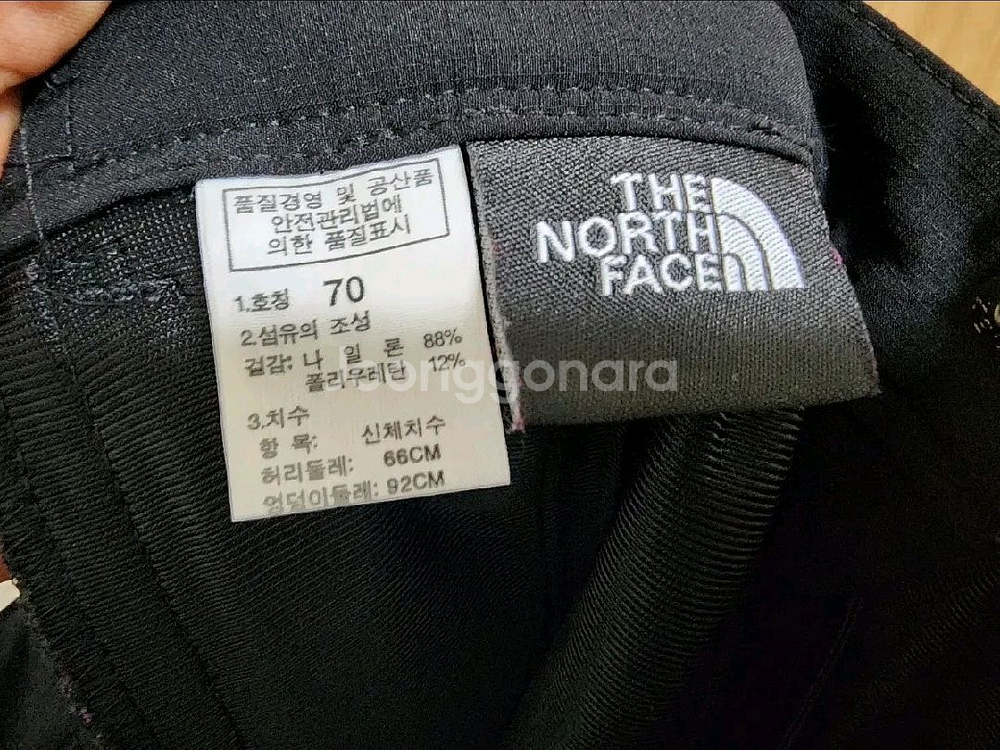 품질경영 및 공산품
안전관리법에
의한 품질표시
1.호칭 70
2.섬유의 조성
겉감: 나 일 론 88%
폴리우레탄 12%
3.치수
항 목: 신체치수
허리둘레: 66CM
엉덩이둘레: 92CM
THE
NORTH
FACE
Joonggonara